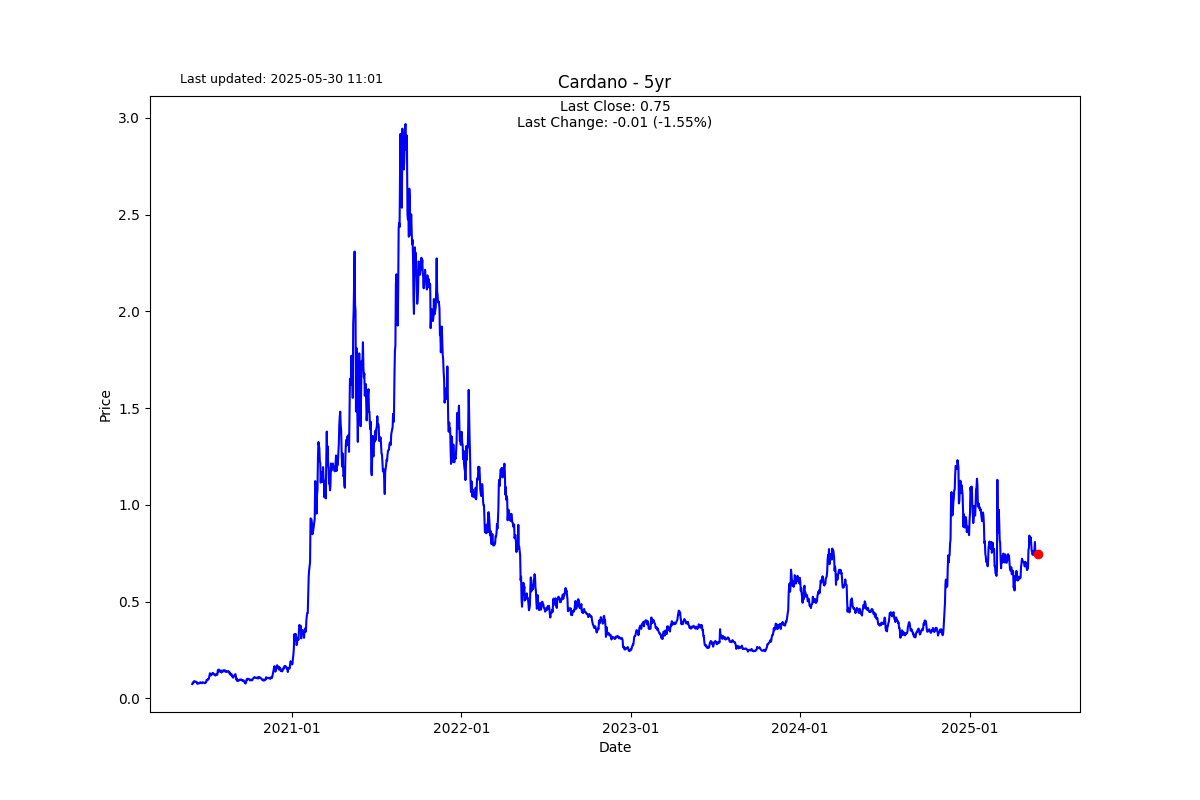 Last updated: 2025-05-30 11:01
Cardano - 5yr
Last Close: 0.75
Last Change: -0.01 (-1.55%)
3.0
2.5
2.0
1.5
1.0
0.5
0.0
Price
2021-01
2022-01
2023-01
2024-01
2025-01
Date